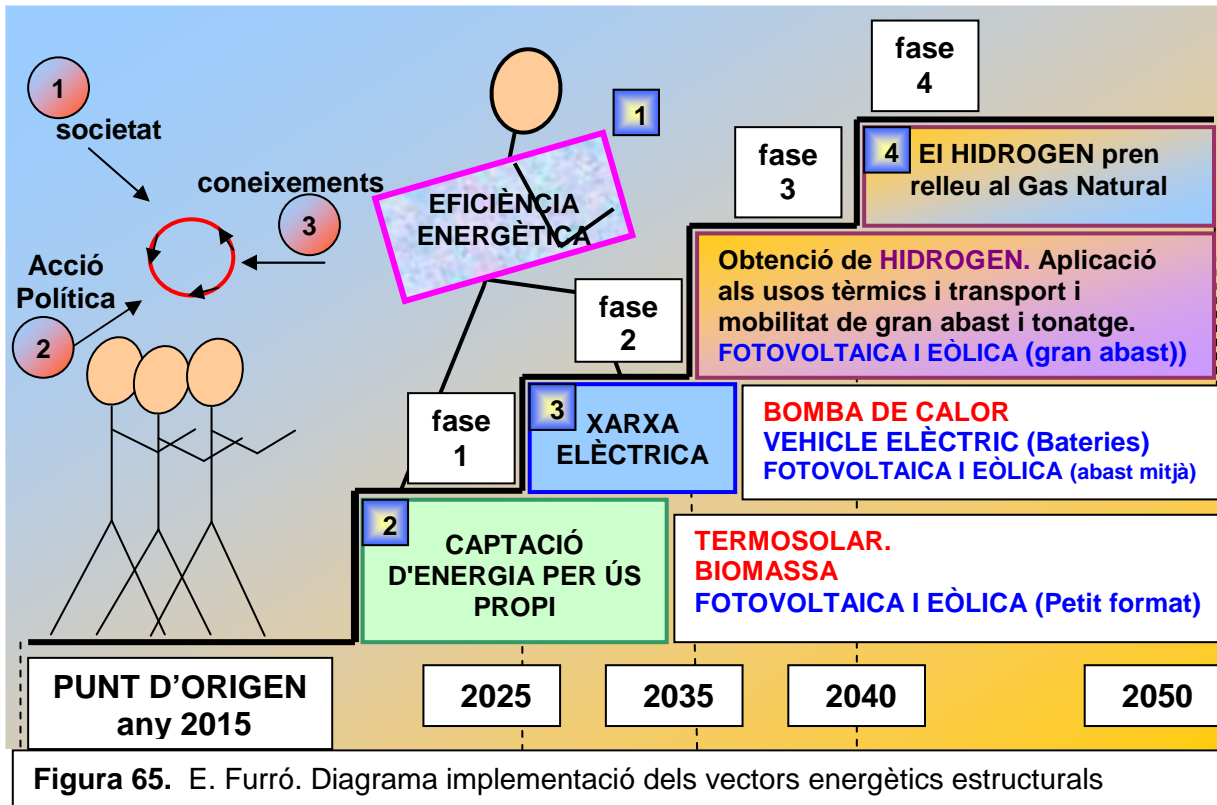 1
societat
coneixements
3
Acció
Política
2
1
EFICIÈNCIA
ENERGÈTICA
fase
4
fase
3
fase
2
fase
1
4
El HIDROGEN pren
relleu al Gas Natural
Obtenció de HIDROGEN. Aplicació
als usos tèrmics i transport i
mobilitat de gran abast i tonatge.
FOTOVOLTAICA I EÒLICA (gran abast))
3
XARXA
ELÈCTRICA
BOMBA DE CALOR
VEHICLE ELÈCTRIC (Bateries)
FOTOVOLTAICA I EÒLICA (abast mitjà)
2
CAPTACIÓ
D'ENERGIA PER ÚS
PROPI
TERMOSOLAR.
BIOMASSA
FOTOVOLTAICA I EÒLICA (Petit format)
PUNT D’ORIGEN
any 2015
2025
2035
2040
2050
Figura 65. E. Furró. Diagrama implementació dels vectors energètics estructurals